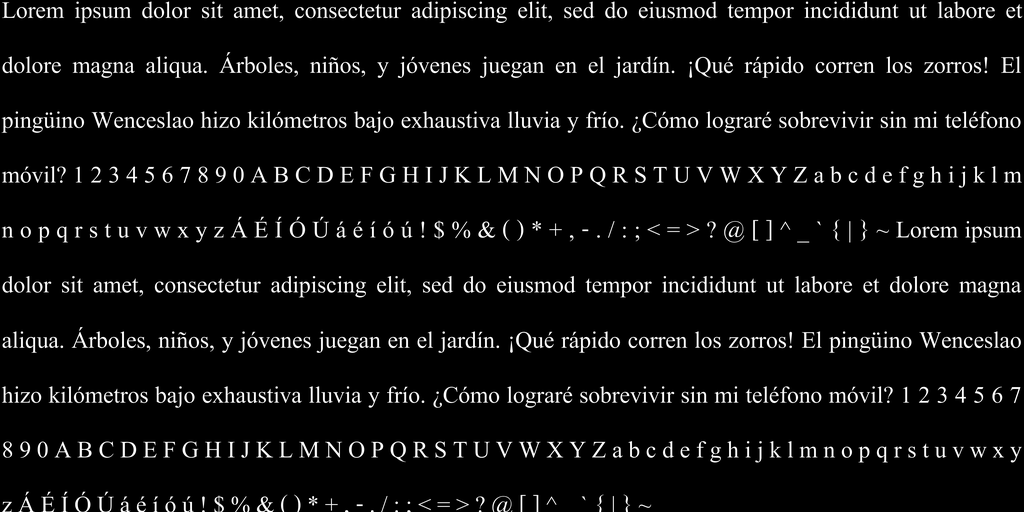 Lorem ipsum dolor sit amet, consectetur adipiscing elit, sed do eiusmod tempor incididunt ut labore et
dolore magna aliqua. Árboles, niños, y jóvenes juegan en el jardín. ¡Qué rápido corren los zorros! El
pingüino Wenceslao hizo kilómetros bajo exhaustiva lluvia y frío. ¿Cómo lograré sobrevivir sin mi teléfono
móvil? 1 2 3 4 5 6 7 8 9 0 A B C D E F G H I J K L M N O P Q R S T U V W X Y Z a b c d e f g h i j k l m
n o p q r s t u v w x y z Á É Í Ó Ú á é í ó ú ! $ % & ( ) * + , - . / : ; < = > ? @ [ ] ^ _ ` { | } ~ Lorem ipsum
dolor sit amet, consectetur adipiscing elit, sed do eiusmod tempor incididunt ut labore et dolore magna
aliqua. Árboles, niños, y jóvenes juegan en el jardín. ¡Qué rápido corren los zorros! El pingüino Wenceslao
hizo kilómetros bajo exhaustiva lluvia y frío. ¿Cómo lograré sobrevivir sin mi teléfono móvil? 1 2 3 4 5 6 7
8 9 0 A B C D E F G H I J K L M N O P Q R S T U V W X Y Z a b c d e f g h i j k l m n o p q r s t u v w x y
z Á É Í Ó Ú á é í ó ú ! $ % & ( ) * + , - . / : ; < = > ? @ [ ] ^ ` { | } ~